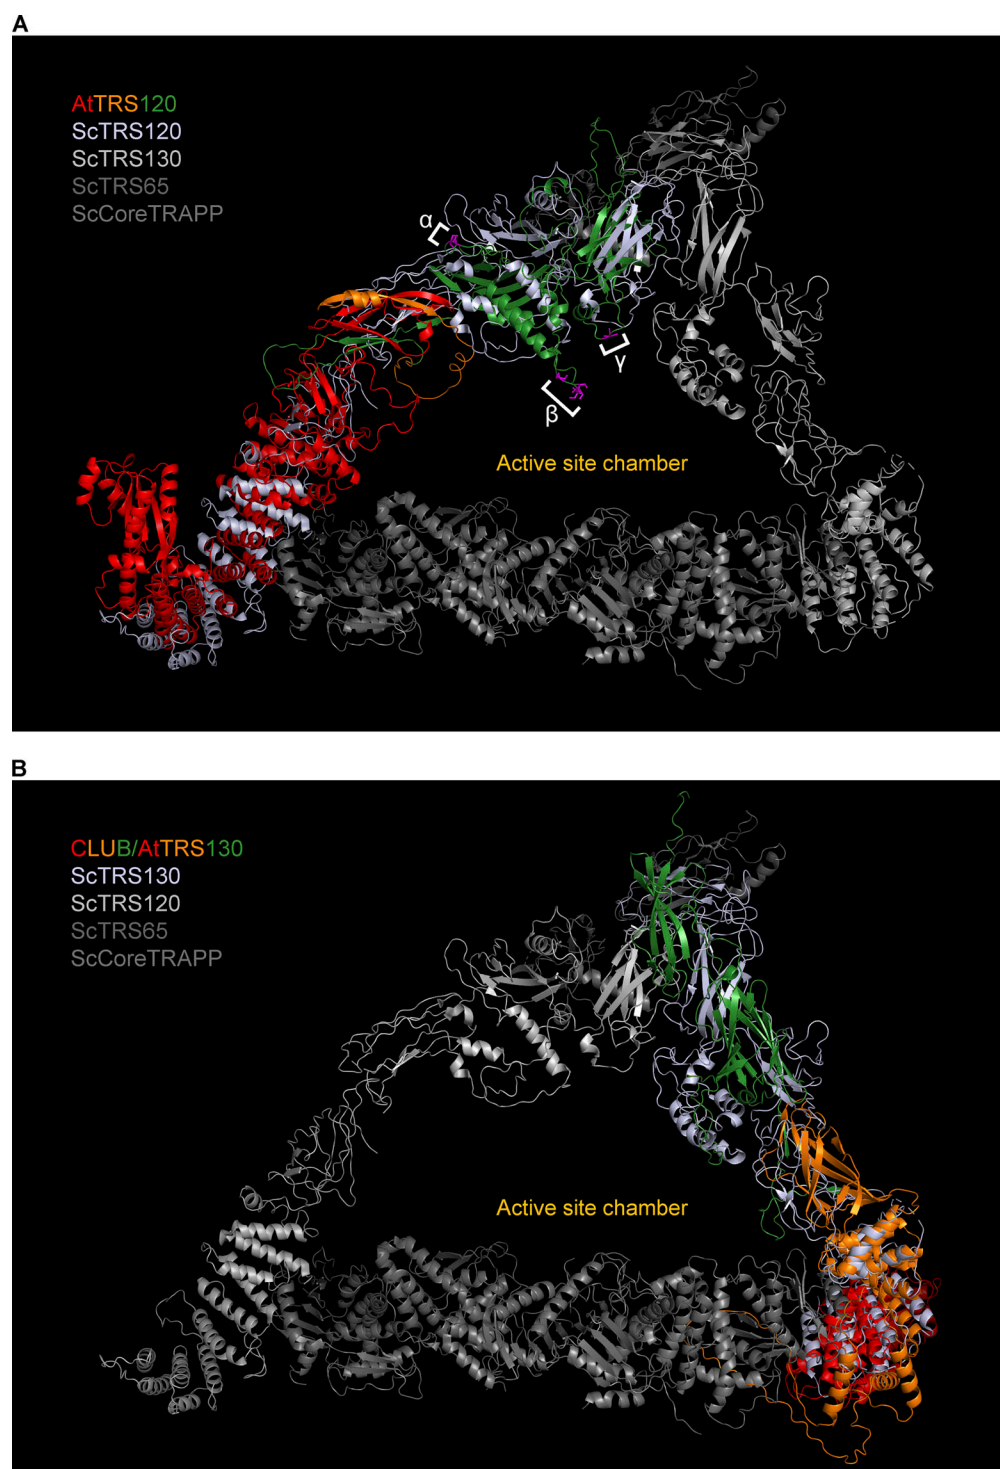 A
AtTRS120
ScTRS120
ScTRS130
ScTRS65
ScCoreTRAPP
α
γ
β
Active site chamber
B
CLUB/AtTRS130
ScTRS130
ScTRS120
ScTRS65
ScCoreTRAPP
Active site chamber